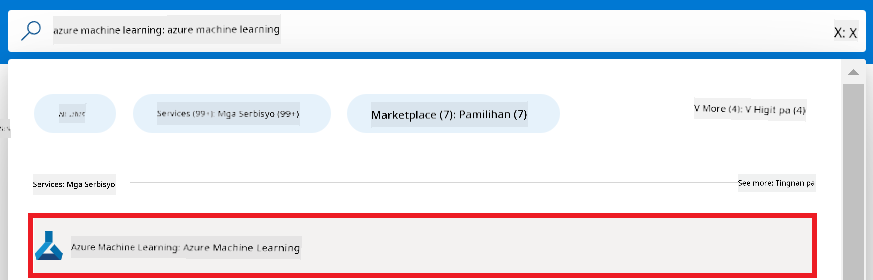 azure machine learning: azure machine learning
X: X
Services (99+): Mga Serbisyo (99+)
Marketplace (7): Pamilihan (7)
V More (4): V Higit pa (4)
Services: Mga Serbisyo
See more: Tingnan pa
Azure Machine Learning: Azure Machine Learning